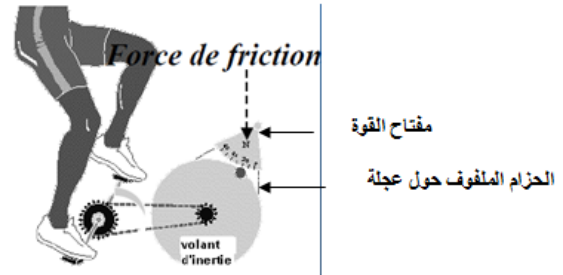 Force de friction
مفتاح القوة
الحزام الملفوف حول عجلة
volant
d'inertie